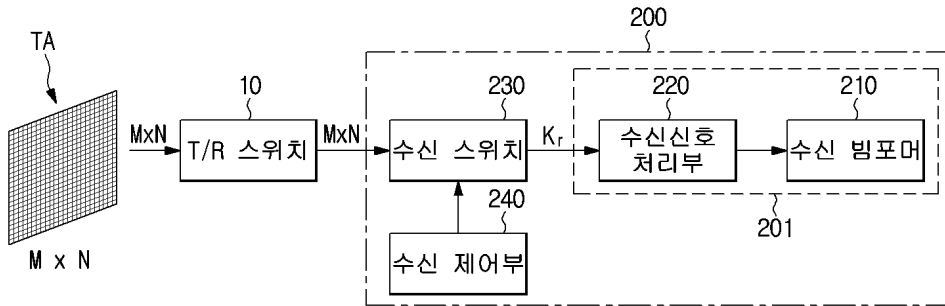 200
TA
10
230
220
210
MxN
T/R 스위치
MxN
수신 스위치
Kr
수신신호
처리부
수신 빔포머
240
201
수신 제어부
M x N